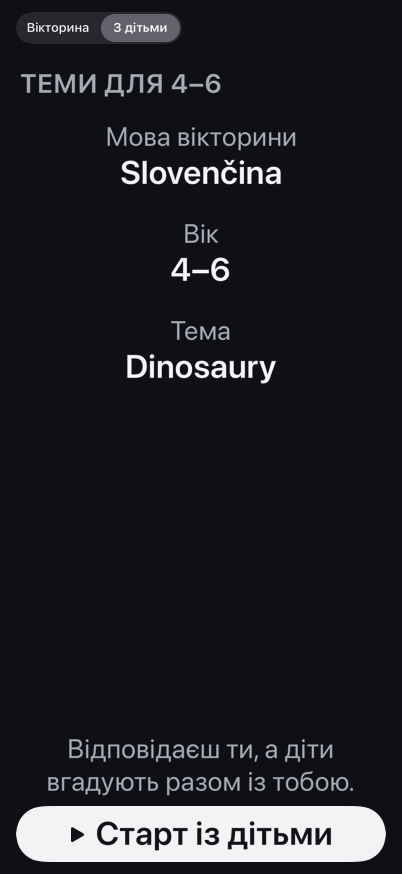 Вікторина
З дітьми
ТЕМИ ДЛЯ 4–6
Мова вікторини
Slovenčina
Вік
4–6
Тема
Dinosaury
Відповідаєш ти, а діти
вгадують разом із тобою.
Старт із дітьми